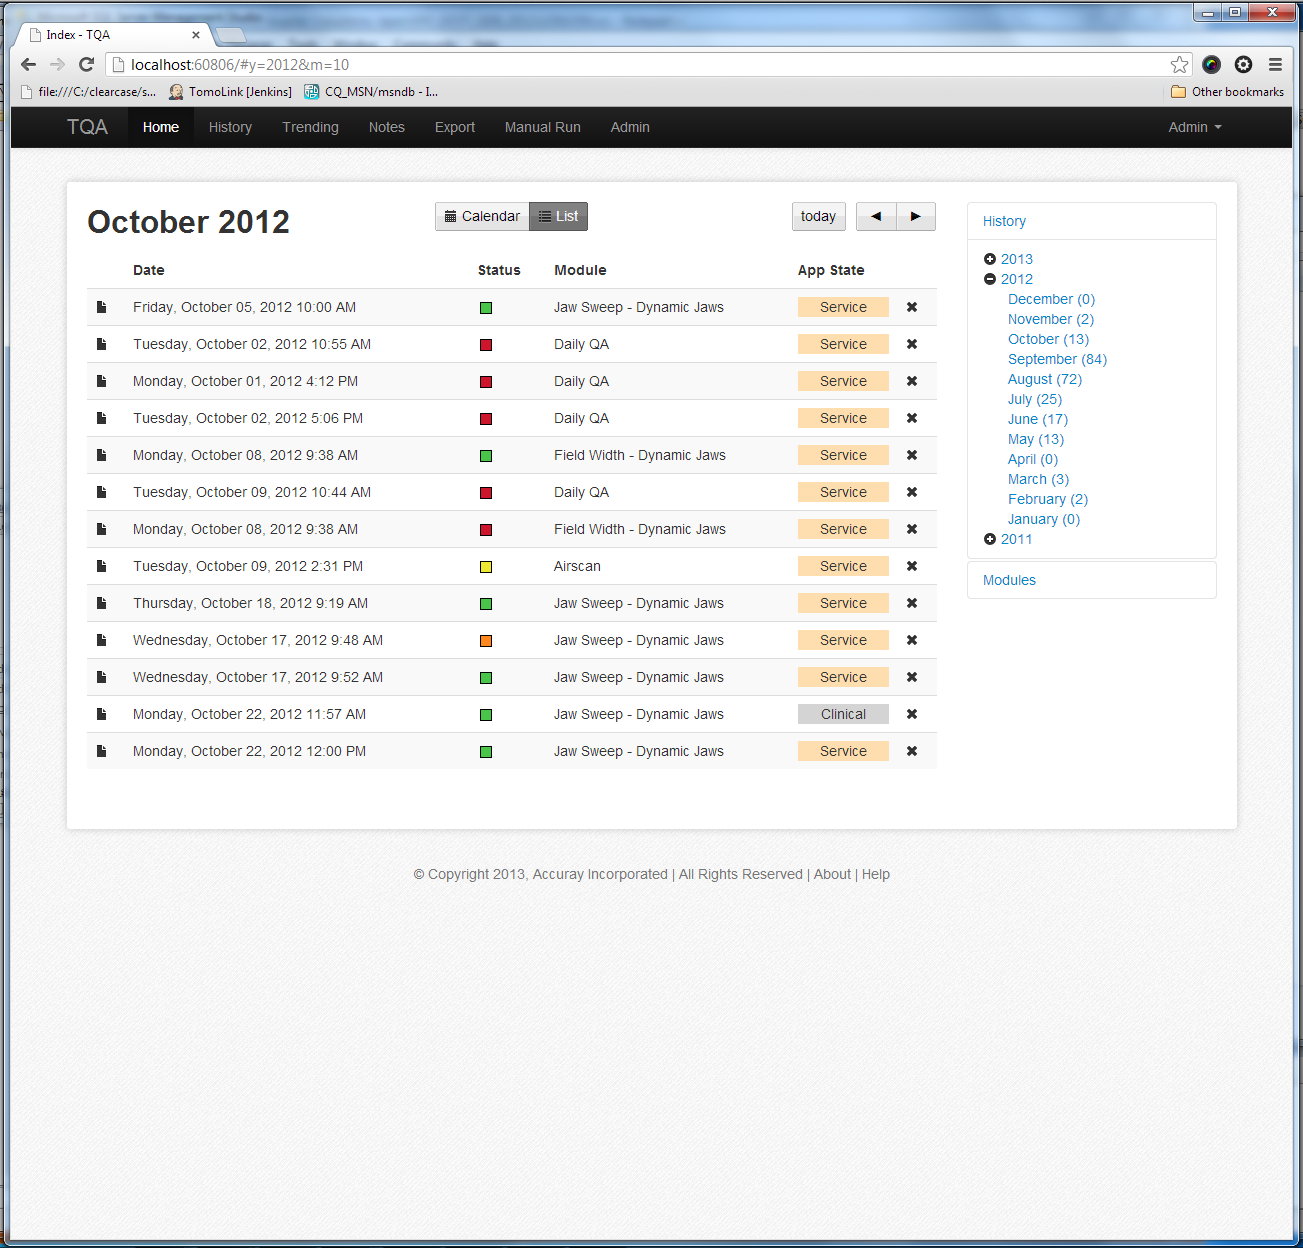 Index - TQA
localhost:60806/#y=2012&m=10
file:///C:/clearcase/s... TomoLink [Jenkins] CQ_MSN/msndb - I... Other bookmarks
TQA Home History Trending Notes Export Manual Run Admin Admin
October 2012 Calendar List today
Date Status Module App State
Friday, October 05, 2012 10:00 AM Jaw Sweep - Dynamic Jaws Service
Tuesday, October 02, 2012 10:55 AM Daily QA Service
Monday, October 01, 2012 4:12 PM Daily QA Service
Tuesday, October 02, 2012 5:06 PM Daily QA Service
Monday, October 08, 2012 9:38 AM Field Width - Dynamic Jaws Service
Tuesday, October 09, 2012 10:44 AM Daily QA Service
Monday, October 08, 2012 9:38 AM Field Width - Dynamic Jaws Service
Tuesday, October 09, 2012 2:31 PM Airscan Service
Thursday, October 18, 2012 9:19 AM Jaw Sweep - Dynamic Jaws Service
Wednesday, October 17, 2012 9:48 AM Jaw Sweep - Dynamic Jaws Service
Wednesday, October 17, 2012 9:52 AM Jaw Sweep - Dynamic Jaws Service
Monday, October 22, 2012 11:57 AM Jaw Sweep - Dynamic Jaws Clinical
Monday, October 22, 2012 12:00 PM Jaw Sweep - Dynamic Jaws Service
History
2013
2012
December (0)
November (2)
October (13)
September (84)
August (72)
July (25)
June (17)
May (13)
April (0)
March (3)
February (2)
January (0)
2011
Modules
© Copyright 2013, Accuray Incorporated | All Rights Reserved | About | Help